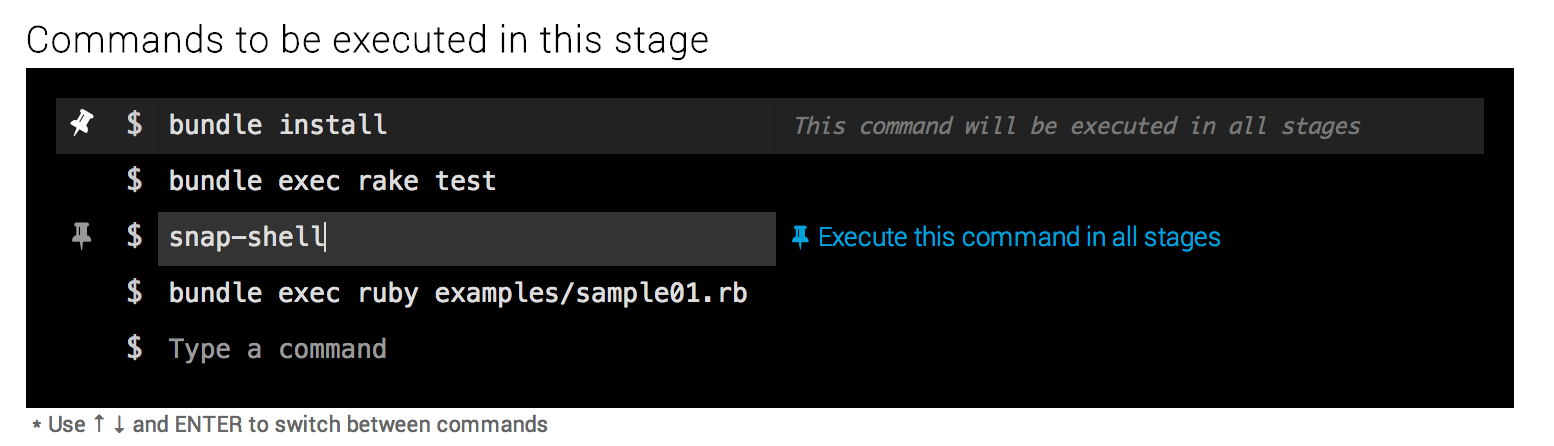 Commands to be executed in this stage
$ bundle install This command will be executed in all stages
$ bundle exec rake test
$ snap-shell Execute this command in all stages
$ bundle exec ruby examples/sample01.rb
$ Type a command
* Use ↑ ↓ and ENTER to switch between commands